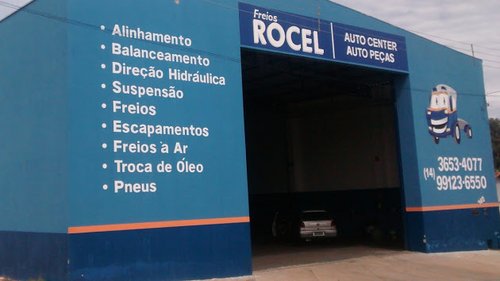 • Alinhamento
• Balanceamento
• Direção Hidráulica
• Suspensão
• Freios
• Escapamentos
• Freios à Ar
• Troca de Óleo
• Pneus
Freios
ROCEL
AUTO CENTER
AUTO PEÇAS
(14) 3653-4077
99123-6550